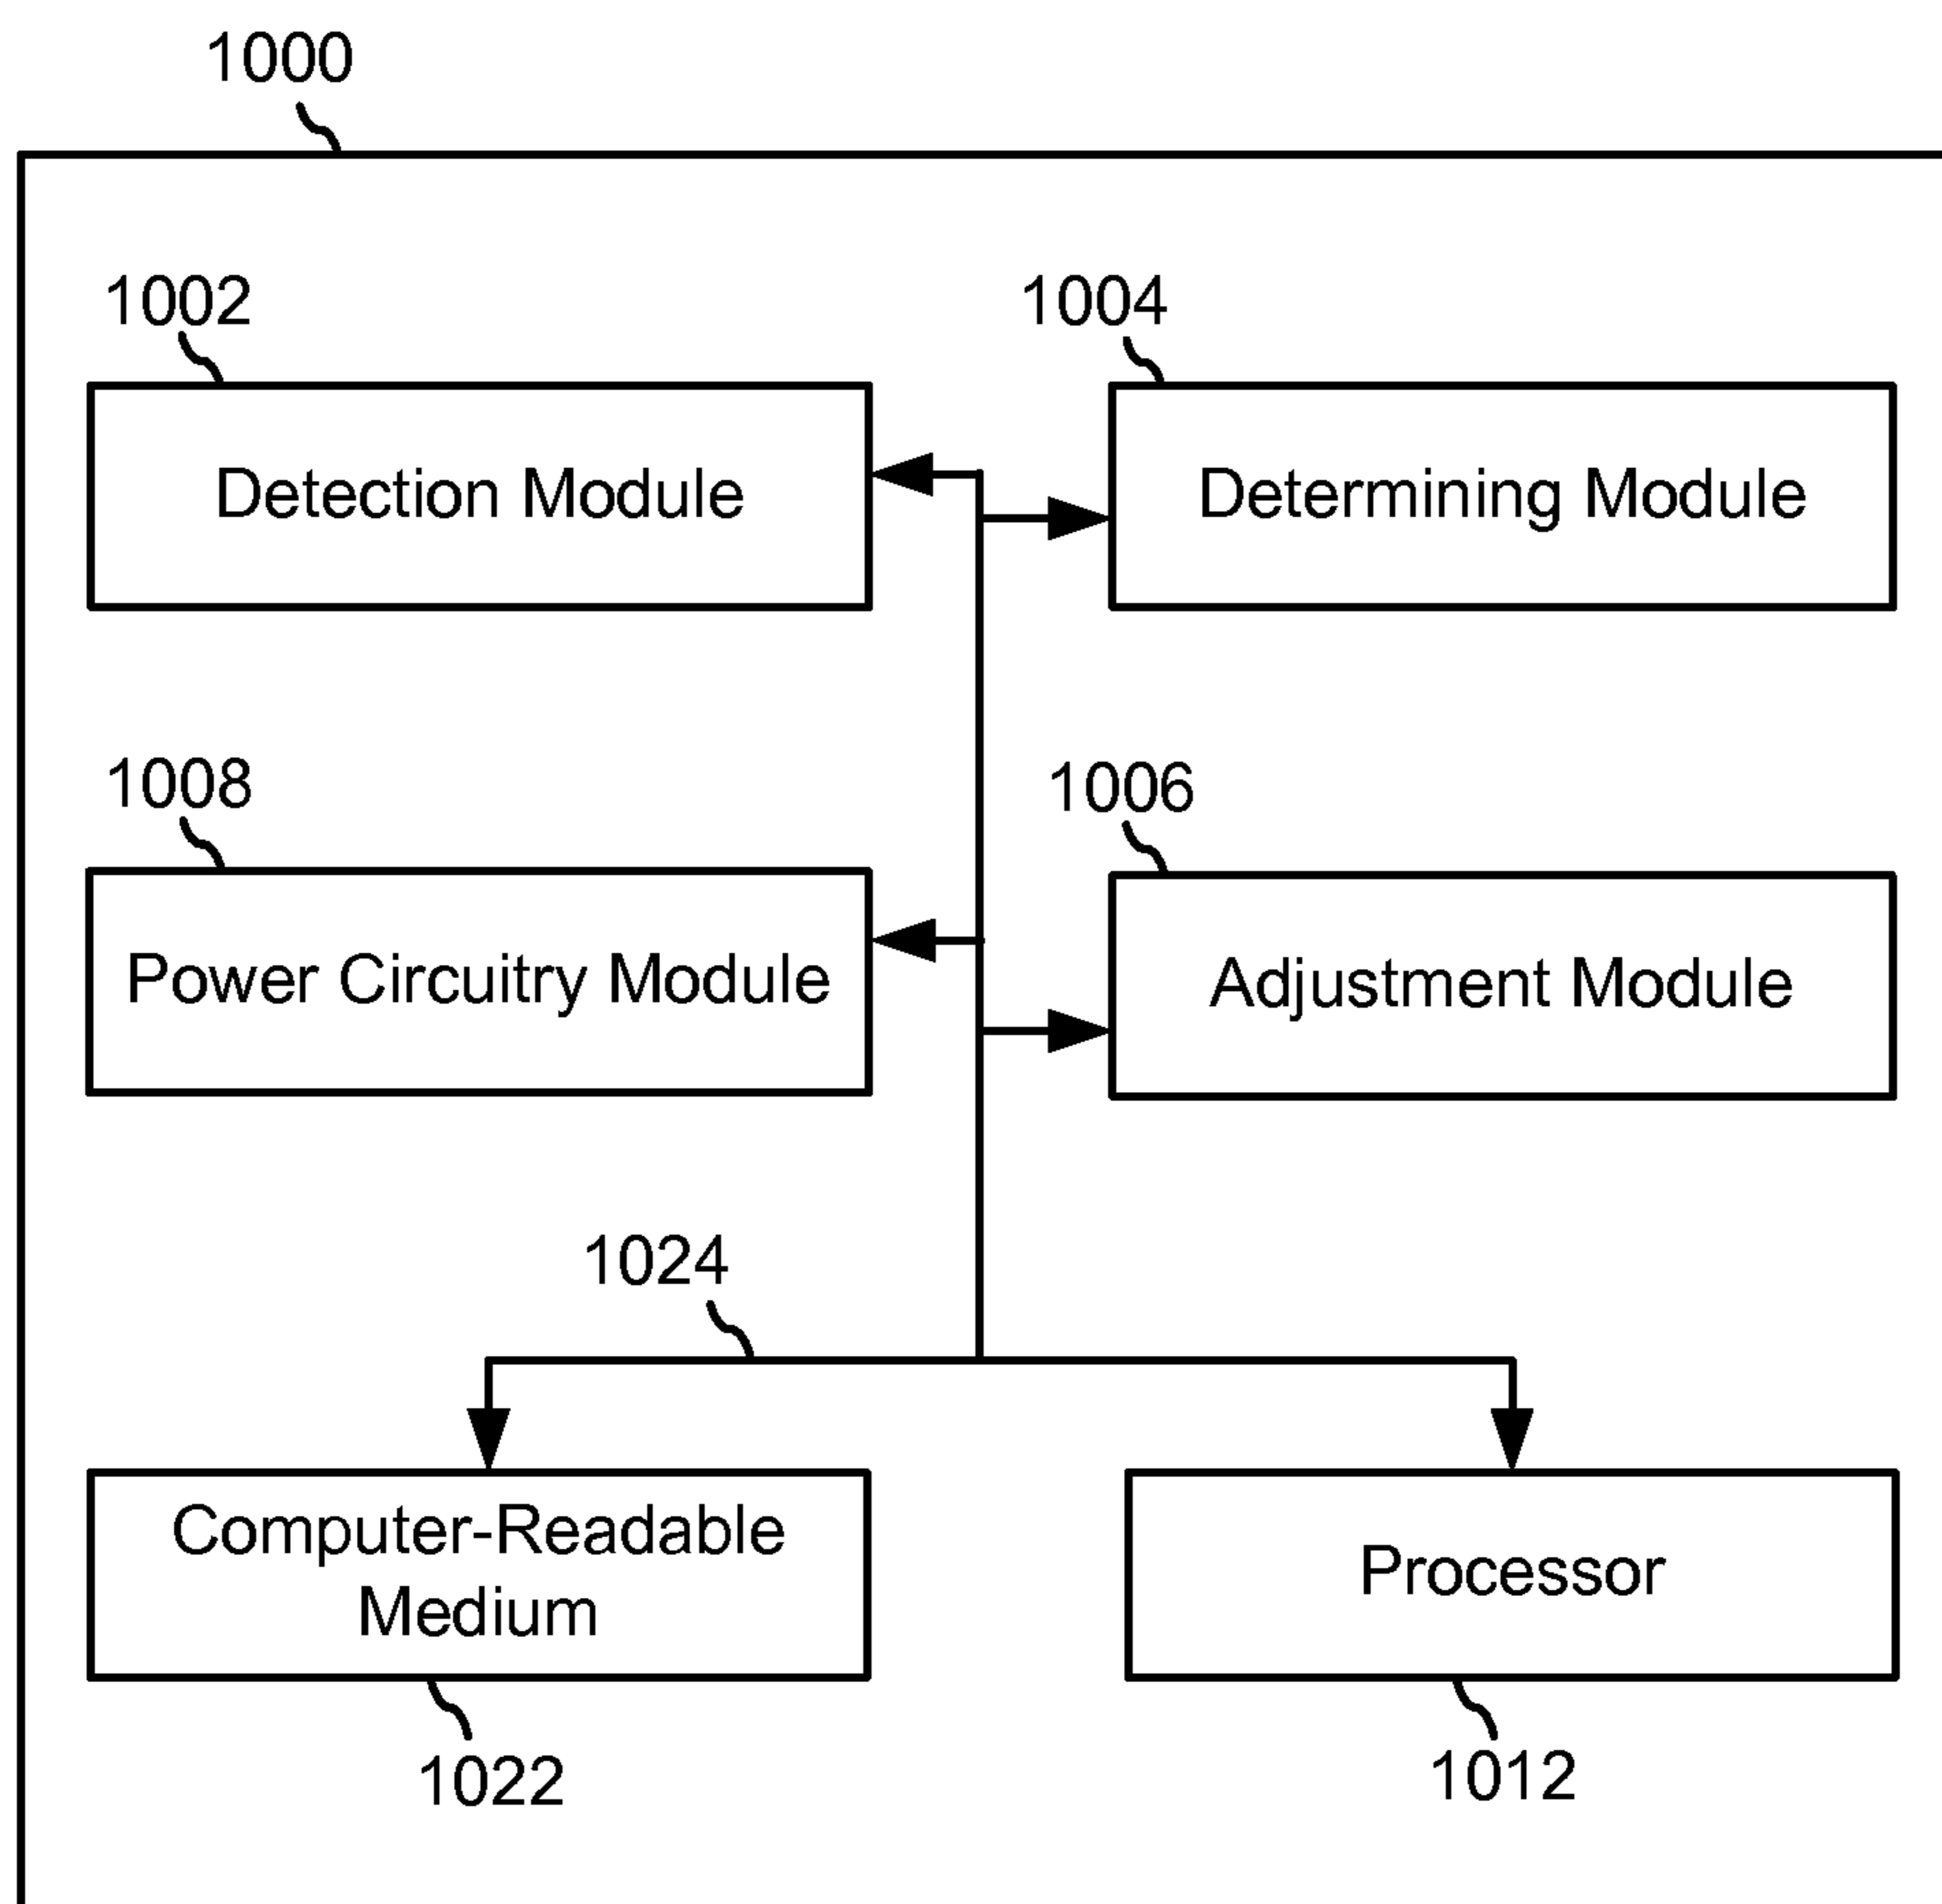 1000
1002
1004
Detection Module
Determining Module
1008
1006
Power Circuitry Module
Adjustment Module
1024
Computer-Readable
Medium
Processor
1022
1012